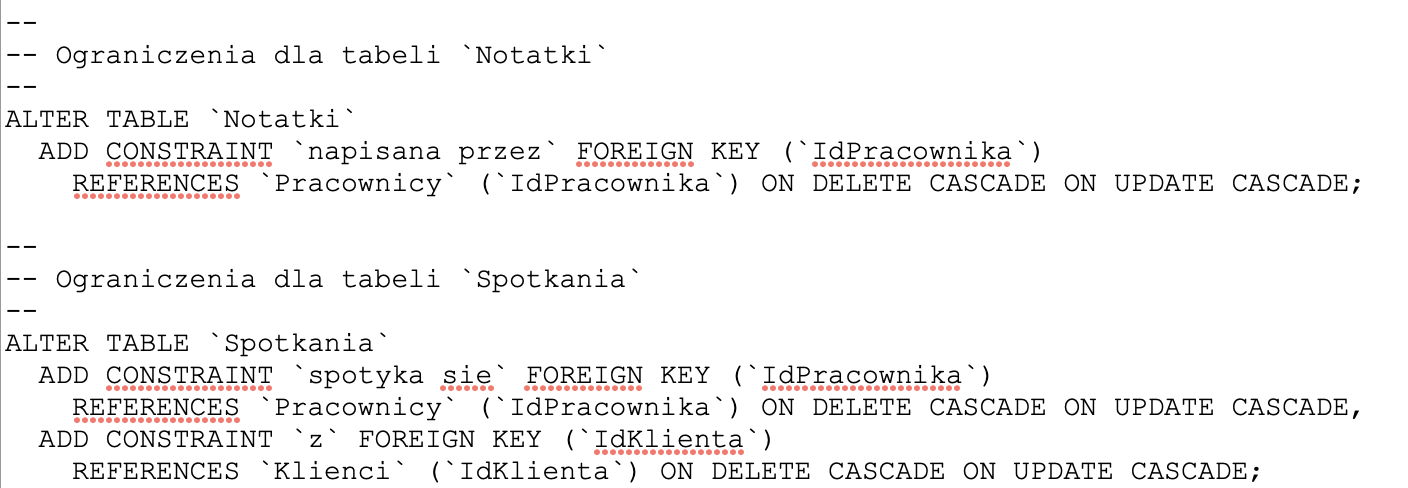 --
-- Ograniczenia dla tabeli `Notatki`
--
ALTER TABLE `Notatki`
  ADD CONSTRAINT `napisana przez` FOREIGN KEY (`IdPracownika`)
    REFERENCES `Pracownicy` (`IdPracownika`) ON DELETE CASCADE ON UPDATE CASCADE;

--
-- Ograniczenia dla tabeli `Spotkania`
--
ALTER TABLE `Spotkania`
  ADD CONSTRAINT `spotyka sie` FOREIGN KEY (`IdPracownika`)
    REFERENCES `Pracownicy` (`IdPracownika`) ON DELETE CASCADE ON UPDATE CASCADE,
  ADD CONSTRAINT `z` FOREIGN KEY (`IdKlienta`)
    REFERENCES `Klienci` (`IdKlienta`) ON DELETE CASCADE ON UPDATE CASCADE;